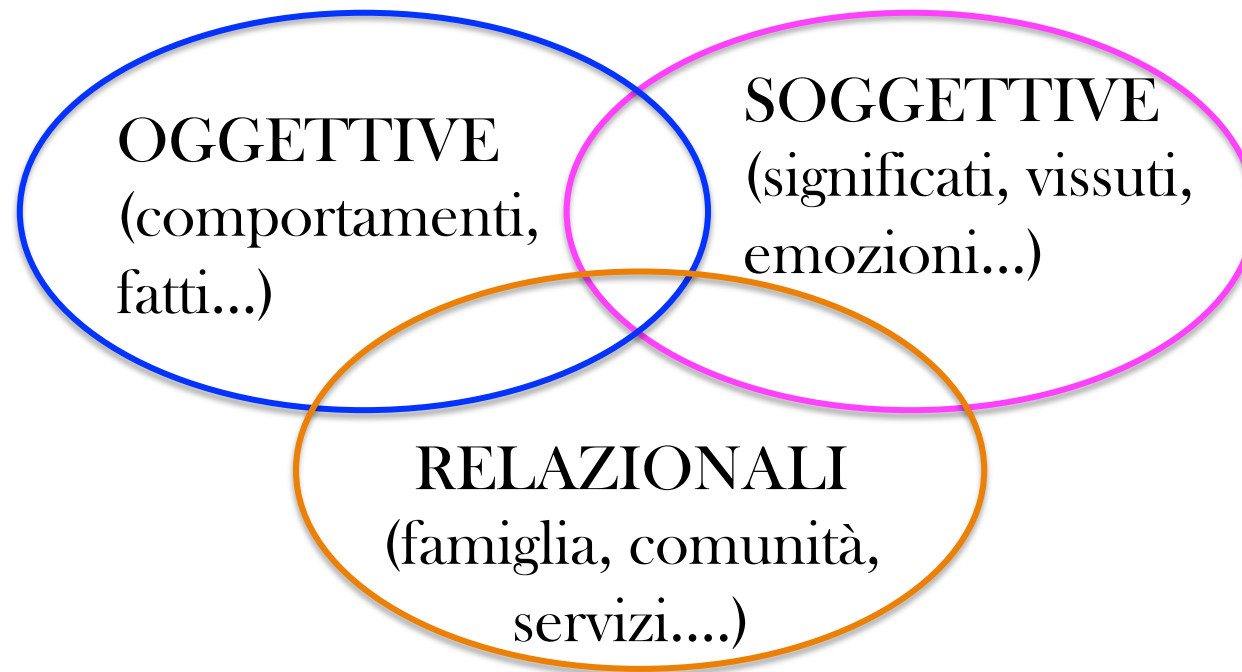 OGGETTIVE
(comportamenti,
fatti...)
SOGGETTIVE
(significati, vissuti,
emozioni...)
RELAZIONALI
(famiglia, comunità,
servizi....)